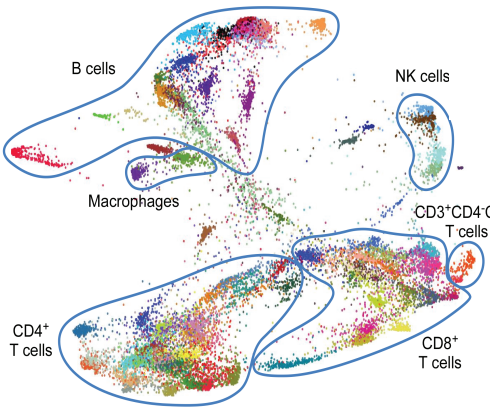 B cells
NK cells
Macrophages
CD3⁺CD4⁻C
T cells
CD4⁺
T cells
CD8⁺
T cells